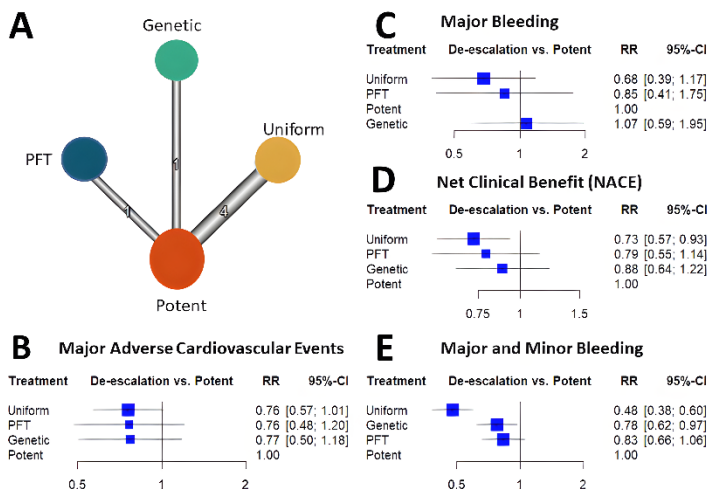 A
Genetic
PFT
Uniform
1
1
4
Potent
B Major Adverse Cardiovascular Events
Treatment De-escalation vs. Potent RR 95%-CI
Uniform 0.76 [0.57; 1.01]
PFT 0.76 [0.48; 1.20]
Genetic 0.77 [0.50; 1.18]
Potent 1.00
0.5 1 2
C Major Bleeding
Treatment De-escalation vs. Potent RR 95%-CI
Uniform 0.68 [0.39; 1.17]
PFT 0.85 [0.41; 1.75]
Potent 1.00
Genetic 1.07 [0.59; 1.95]
0.5 1 2
D Net Clinical Benefit (NACE)
Treatment De-escalation vs. Potent RR 95%-CI
Uniform 0.73 [0.57; 0.93]
PFT 0.79 [0.55; 1.14]
Genetic 0.88 [0.64; 1.22]
Potent 1.00
0.75 1 1.5
E Major and Minor Bleeding
Treatment De-escalation vs. Potent RR 95%-CI
Uniform 0.48 [0.38; 0.60]
Genetic 0.78 [0.62; 0.97]
PFT 0.83 [0.66; 1.06]
Potent 1.00
0.5 1 2